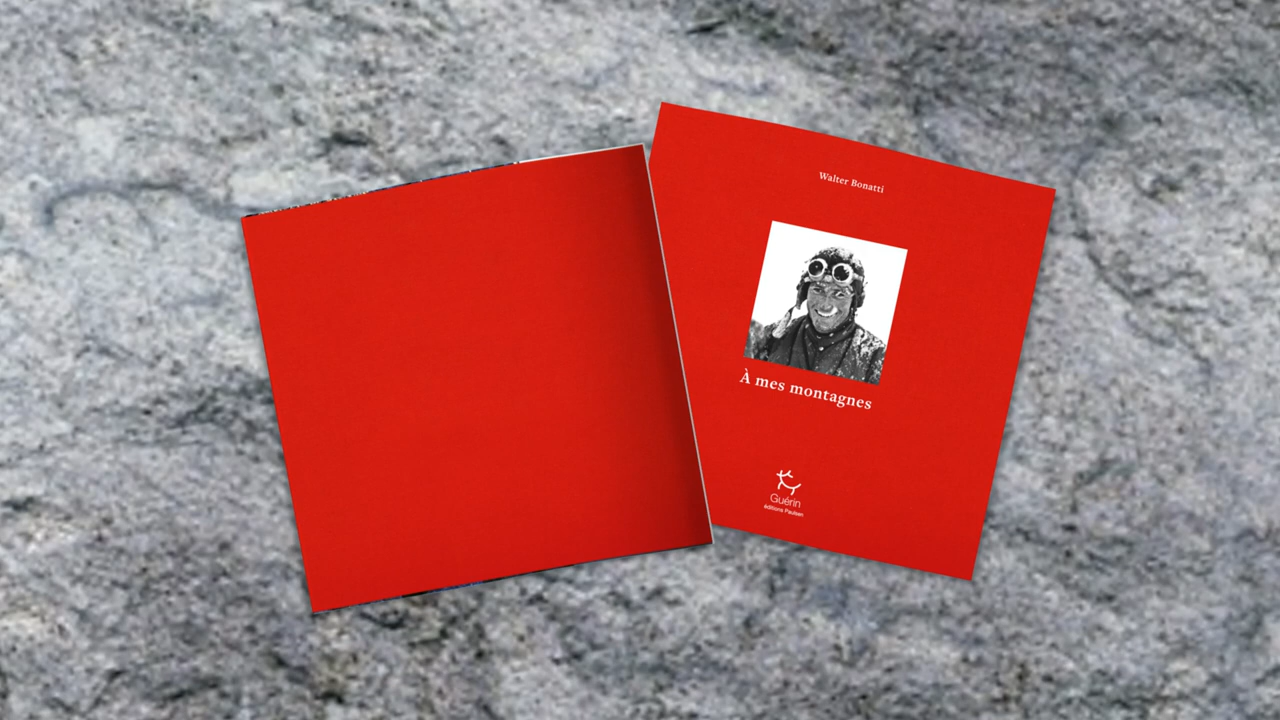 Walter Bonatti
À mes montagnes
Guérin
éditions Paulsen